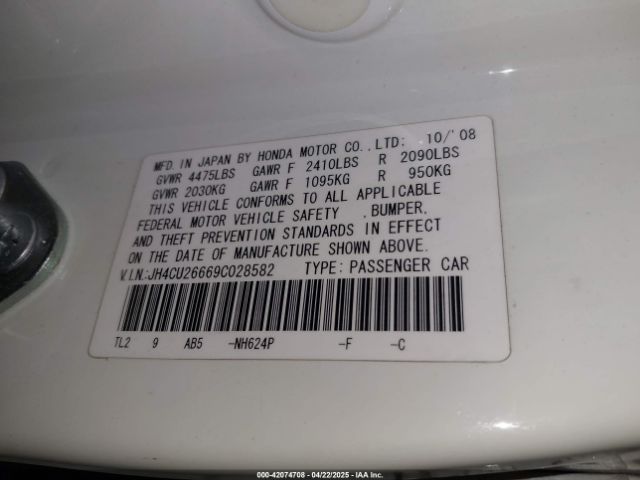 MFD. IN JAPAN BY HONDA MOTOR CO., LTD: 10/'08
GVWR 4475LBS GAWR F 2410LBS R 2090LBS
GVWR 2030KG GAWR F 1095KG R 950KG
THIS VEHICLE CONFORMS TO ALL APPLICABLE
FEDERAL MOTOR VEHICLE SAFETY , BUMPER,
AND THEFT PREVENTION STANDARDS IN EFFECT
ON THE DATE OF MANUFACTURE SHOWN ABOVE.
V.I.N:JH4CU26669C028582 TYPE: PASSENGER CAR
TL2 9 AB5 -NH624P -F -C
000-42074708 - 04/22/2025 - IAA Inc.